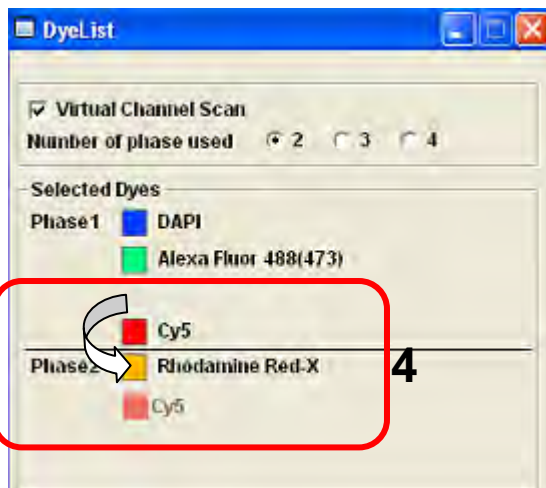 DyeList
Virtual Channel Scan
Number of phase used 2 3 4
Selected Dyes
Phase1 DAPI
Alexa Fluor 488(473)
Cy5
Phase2 Rhodamine Red-X
4
Cy5